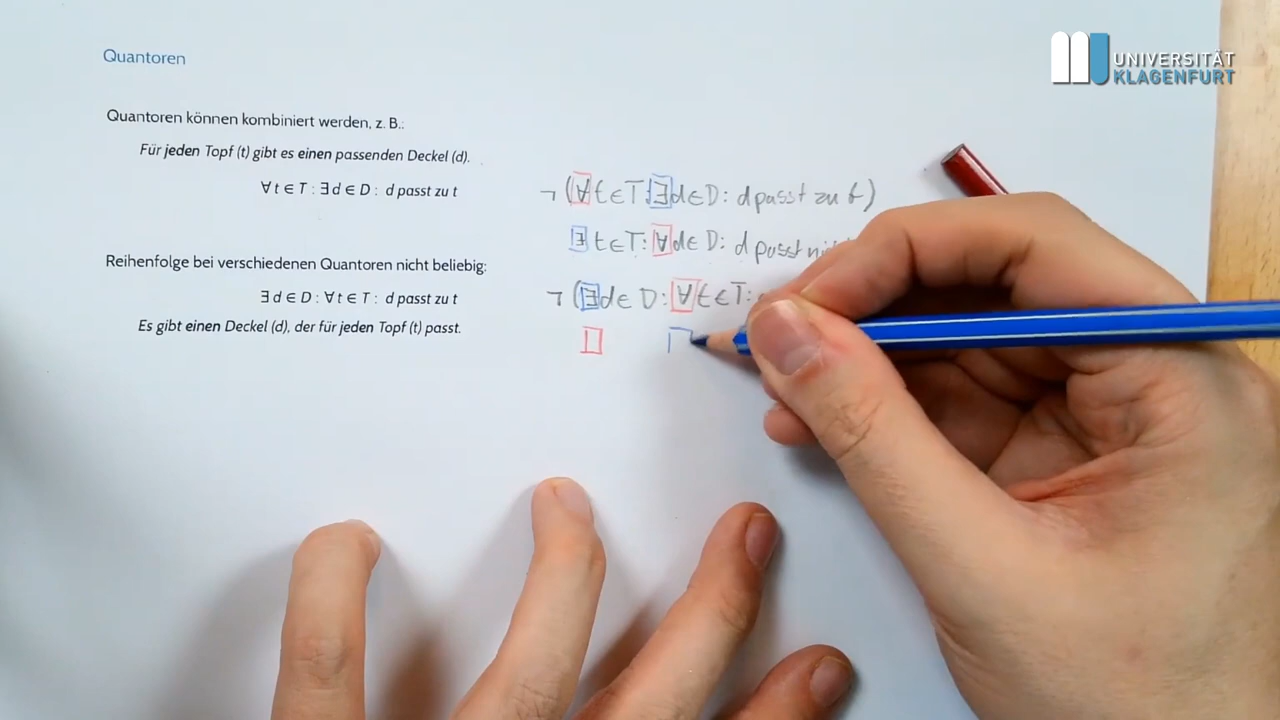 Quantoren
UNIVERSITÄT
KLAGENFURT
Quantoren können kombiniert werden, z. B.:
Für jeden Topf (t) gibt es einen passenden Deckel (d).
∀ t ∈ T : ∃ d ∈ D : d passt zu t
Reihenfolge bei verschiedenen Quantoren nicht beliebig:
∃ d ∈ D : ∀ t ∈ T : d passt zu t
Es gibt einen Deckel (d), der für jeden Topf (t) passt.
¬ (∀ t ∈ T : ∃ d ∈ D : d passt zu t)
∃ t ∈ T : ∀ d ∈ D : d passt
¬ (∃ d ∈ D : ∀ t ∈ T :